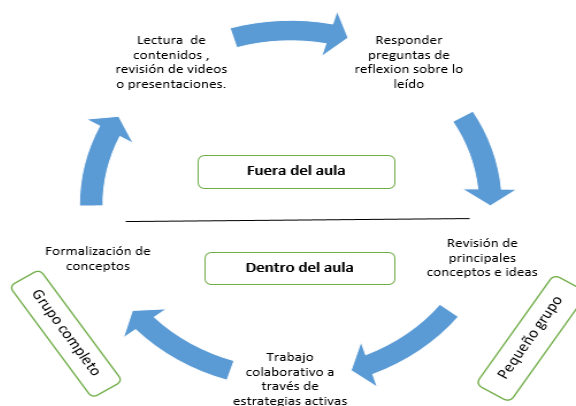 Lectura de
contenidos ,
revisión de videos
o presentaciones.
Responder
preguntas de
reflexion sobre lo
leído
Fuera del aula
Revisión de
principales
conceptos e ideas
Dentro del aula
Formalización de
conceptos
Grupo completo
Pequeño grupo
Trabajo
colaborativo a
través de
estrategias activas